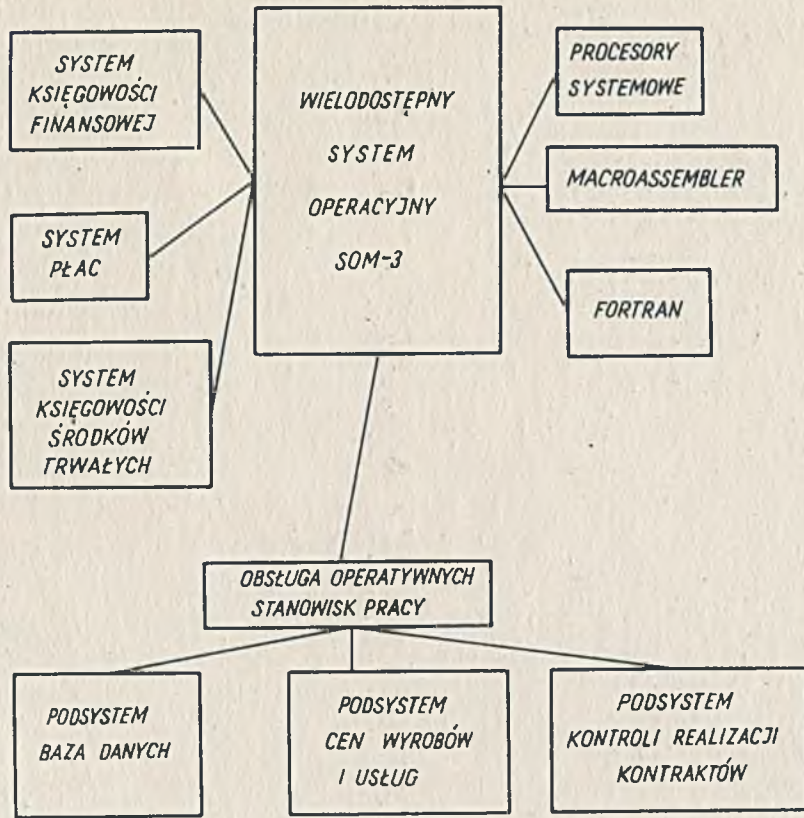 SYSTEM
KSIĘGOWOŚCI
FINANSOWEJ
WIELODOSTĘPNY
SYSTEM
OPERACYJNY
SOM-3
PROCESORY
SYSTEMOWE
MACROASSEMBLER
SYSTEM
PŁAC
FORTRAN
SYSTEM
KSIĘGOWOŚCI
ŚRODKÓW
TRWAŁYCH
OBSŁUGA OPERATYWNYCH
STANOWISK PRACY
PODSYSTEM
BAZA DANYCH
PODSYSTEM
CEN WYROBÓW
I USŁUG
PODSYSTEM
KONTROLI REALIZACJI
KONTRAKTÓW